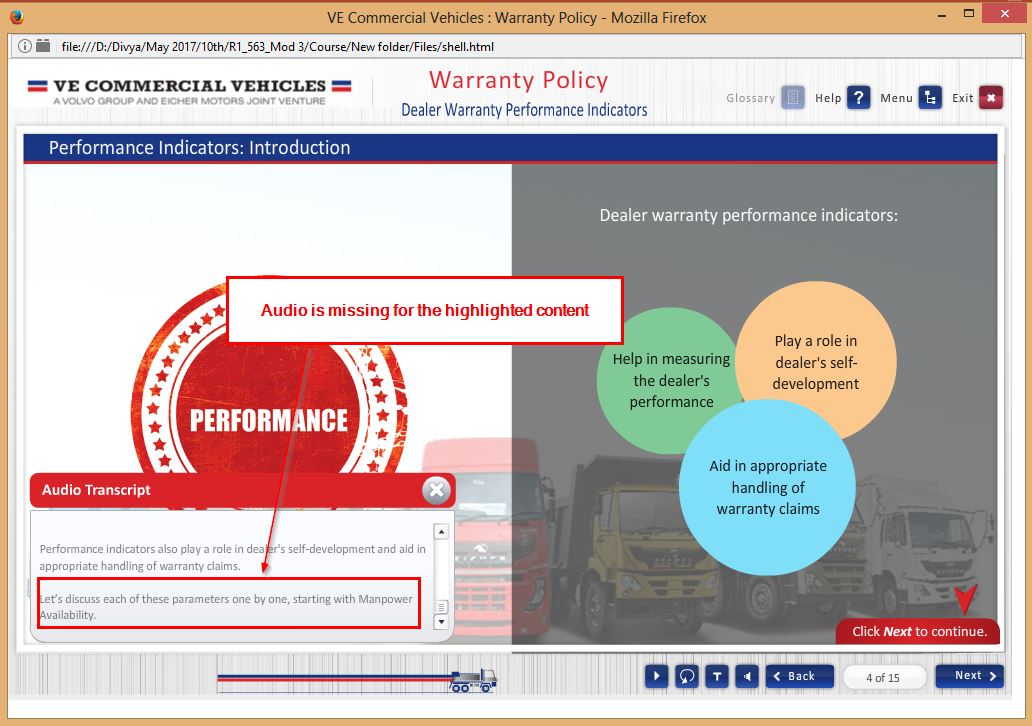 VE Commercial Vehicles : Warranty Policy - Mozilla Firefox
file:///D:/Divya/May 2017/10th/R1_563_Mod 3/Course/New folder/Files/shell.html
VE COMMERCIAL VEHICLES
A VOLVO GROUP AND EICHER MOTORS JOINT VENTURE
Warranty Policy
Dealer Warranty Performance Indicators
Glossary
Help ?
Menu
Exit
Performance Indicators: Introduction
Dealer warranty performance indicators:
Audio is missing for the highlighted content
PERFORMANCE
Help in measuring
the dealer's
performance
Play a role in
dealer's self-
development
Aid in appropriate
handling of
warranty claims
Audio Transcript
Performance indicators also play a role in dealer's self-development and aid in
appropriate handling of warranty claims.
Let's discuss each of these parameters one by one, starting with Manpower
Availability.
Click Next to continue.
T
Back
4 of 15
Next